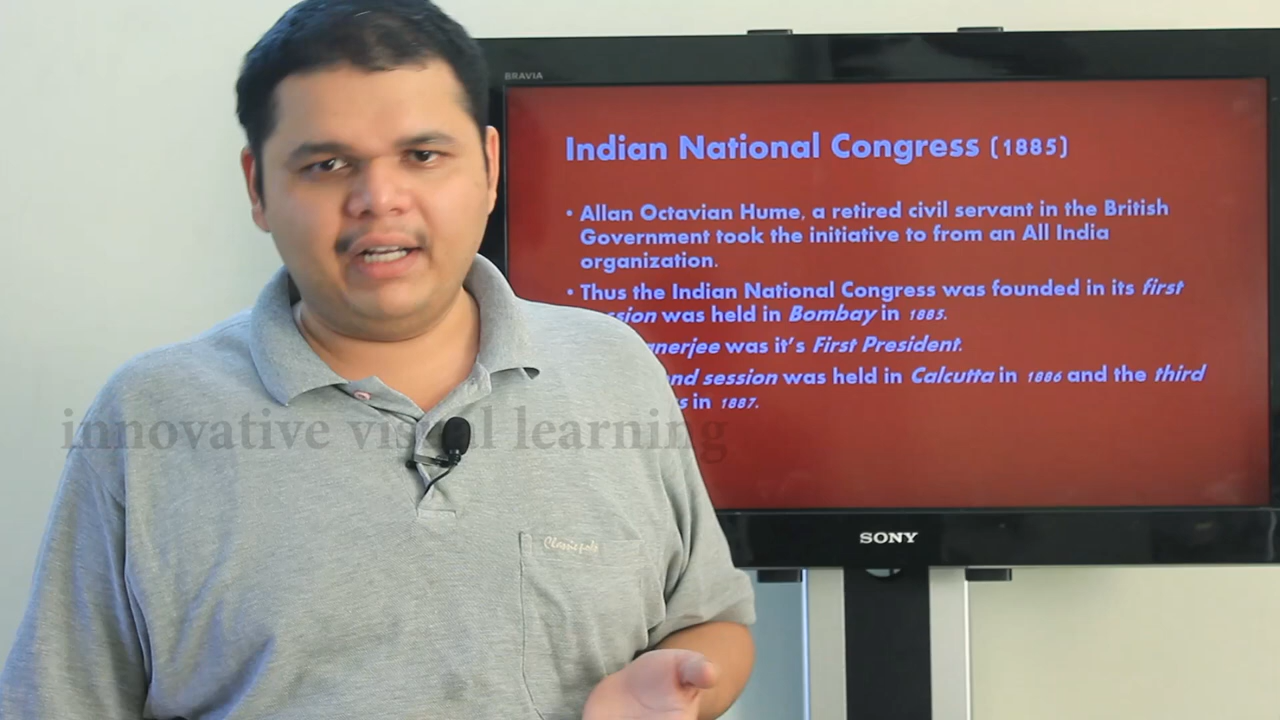 BRAVIA
Indian National Congress (1885)
• Allan Octavian Hume, a retired civil servant in the British
Government took the initiative to from an All India
organization.
• Thus the Indian National Congress was founded in its first
ssion was held in Bombay in 1885.
nerjee was it's First President.
nd session was held in Calcutta in 1886 and the third
s in 1887.
innovative visual learning
Classicpolo
SONY